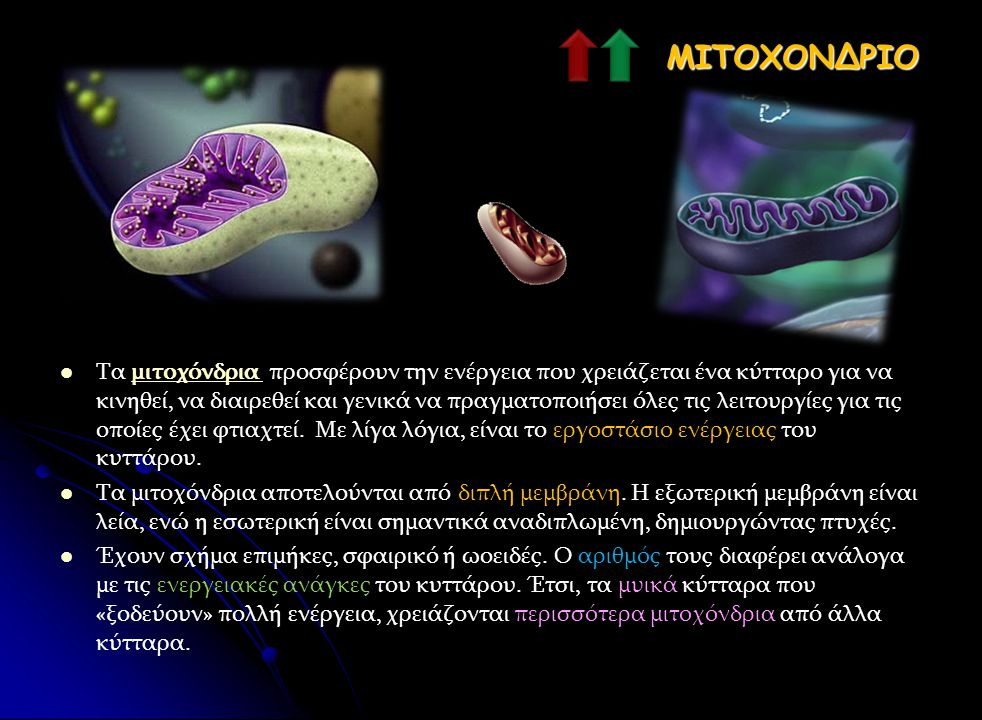 ΜΙΤΟΧΟΝΔΡΙΟ
Τα μιτοχόνδρια προσφέρουν την ενέργεια που χρειάζεται ένα κύτταρο για να
κινηθεί, να διαιρεθεί και γενικά να πραγματοποιήσει όλες τις λειτουργίες για τις
οποίες έχει φτιαχτεί. Με λίγα λόγια, είναι το εργοστάσιο ενέργειας του
κυττάρου.
Τα μιτοχόνδρια αποτελούνται από διπλή μεμβράνη. Η εξωτερική μεμβράνη είναι
λεία, ενώ η εσωτερική είναι σημαντικά αναδιπλωμένη, δημιουργώντας πτυχές.
Έχουν σχήμα επιμήκες, σφαιρικό ή ωοειδές. Ο αριθμός τους διαφέρει ανάλογα
με τις ενεργειακές ανάγκες του κυττάρου. Έτσι, τα μυικά κύτταρα που
«ξοδεύουν» πολλή ενέργεια, χρειάζονται περισσότερα μιτοχόνδρια από άλλα
κύτταρα.